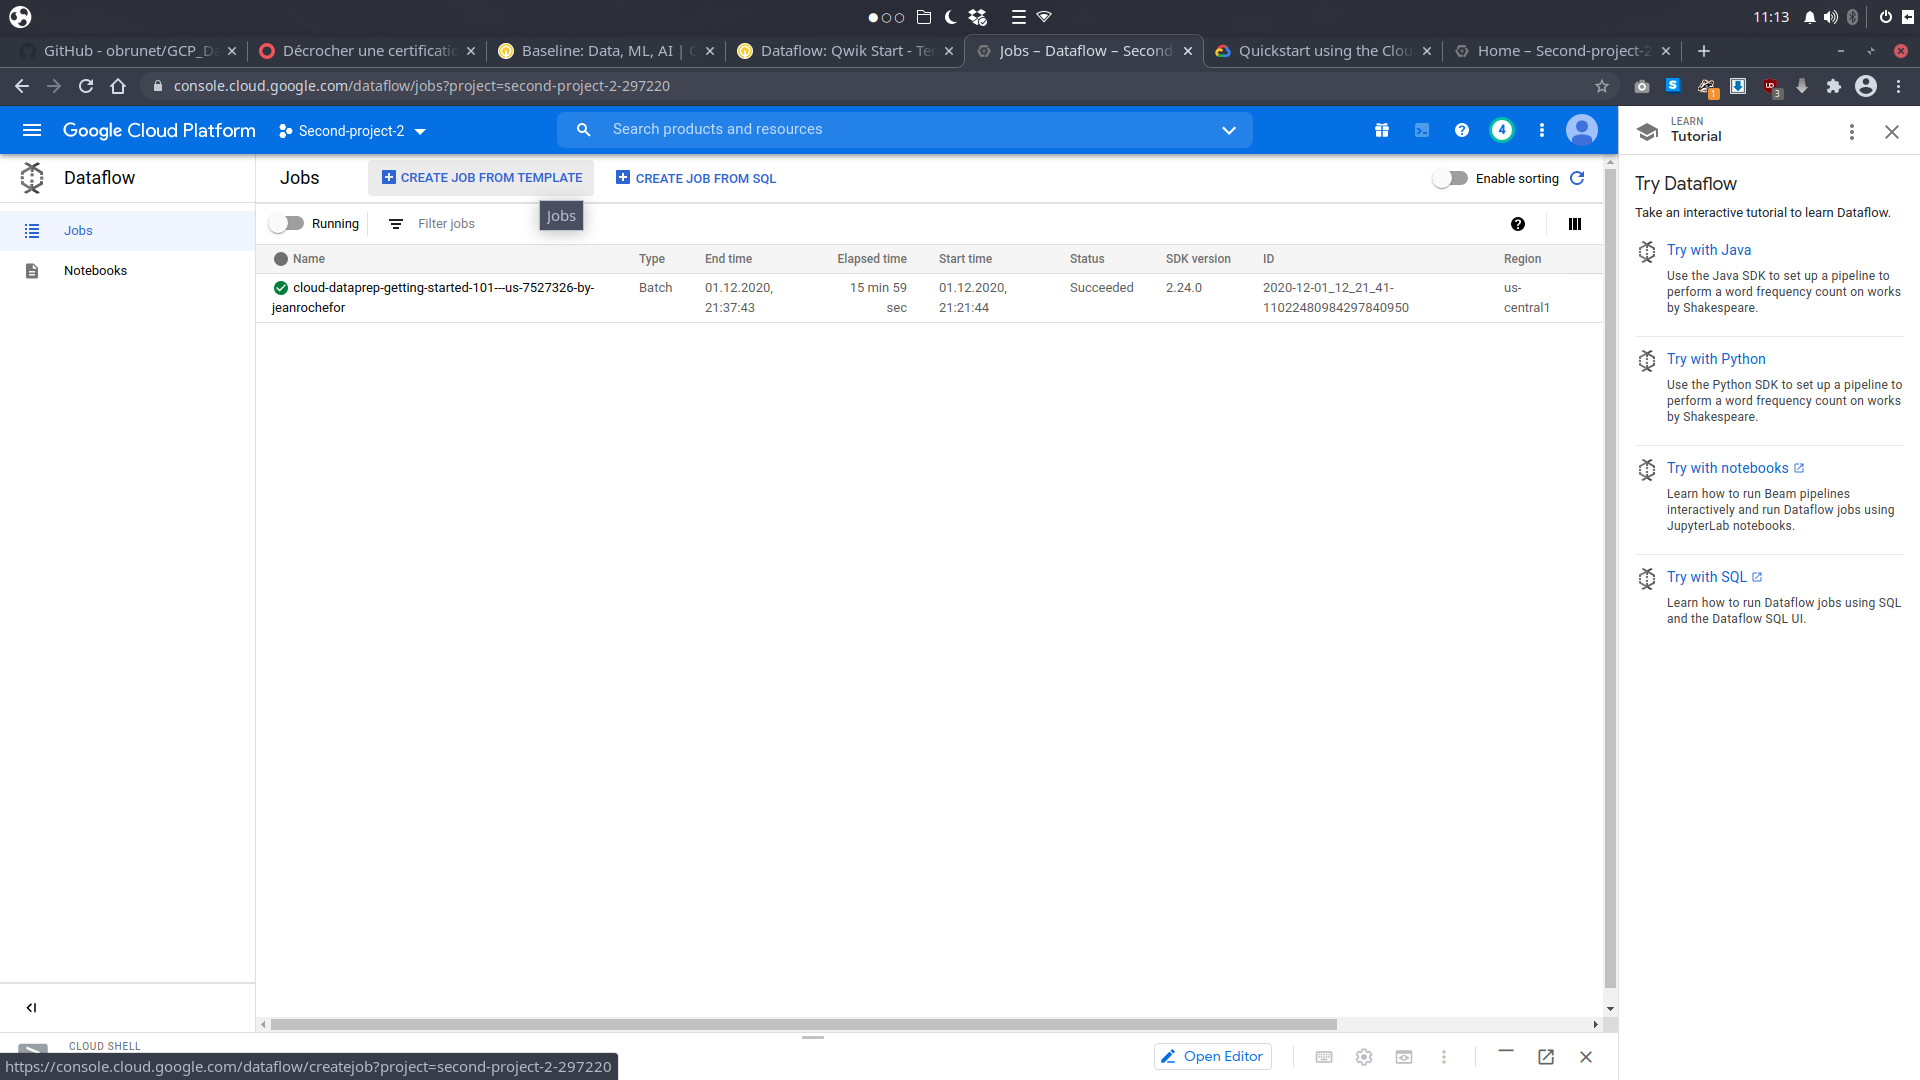 11:13
GitHub - obrunet/GCP_Da
Décrocher une certificatio
Baseline: Data, ML, AI | G
Dataflow: Qwik Start - Te
Jobs – Dataflow – Second
Quickstart using the Clou
Home – Second-project-2
console.cloud.google.com/dataflow/jobs?project=second-project-2-297220
S
1
UD
3
Google Cloud Platform
Second-project-2
Search products and resources
4
LEARN
Tutorial
Dataflow
Jobs
CREATE JOB FROM TEMPLATE
CREATE JOB FROM SQL
Enable sorting
Jobs
Notebooks
Running
Filter jobs
Jobs
Name
Type
End time
Elapsed time
Start time
Status
SDK version
ID
Region
cloud-dataprep-getting-started-101---us-7527326-by-
jeanrochefor
Batch
01.12.2020,
21:37:43
15 min 59
sec
01.12.2020,
21:21:44
Succeeded
2.24.0
2020-12-01_12_21_41-
11022480984297840950
us-
central1
Try Dataflow
Take an interactive tutorial to learn Dataflow.
Try with Java
Use the Java SDK to set up a pipeline to
perform a word frequency count on works
by Shakespeare.
Try with Python
Use the Python SDK to set up a pipeline to
perform a word frequency count on works
by Shakespeare.
Try with notebooks
Learn how to run Beam pipelines
interactively and run Dataflow jobs using
JupyterLab notebooks.
Try with SQL
Learn how to run Dataflow jobs using SQL
and the Dataflow SQL UI.
CLOUD SHELL
Open Editor
https://console.cloud.google.com/dataflow/createjob?project=second-project-2-297220